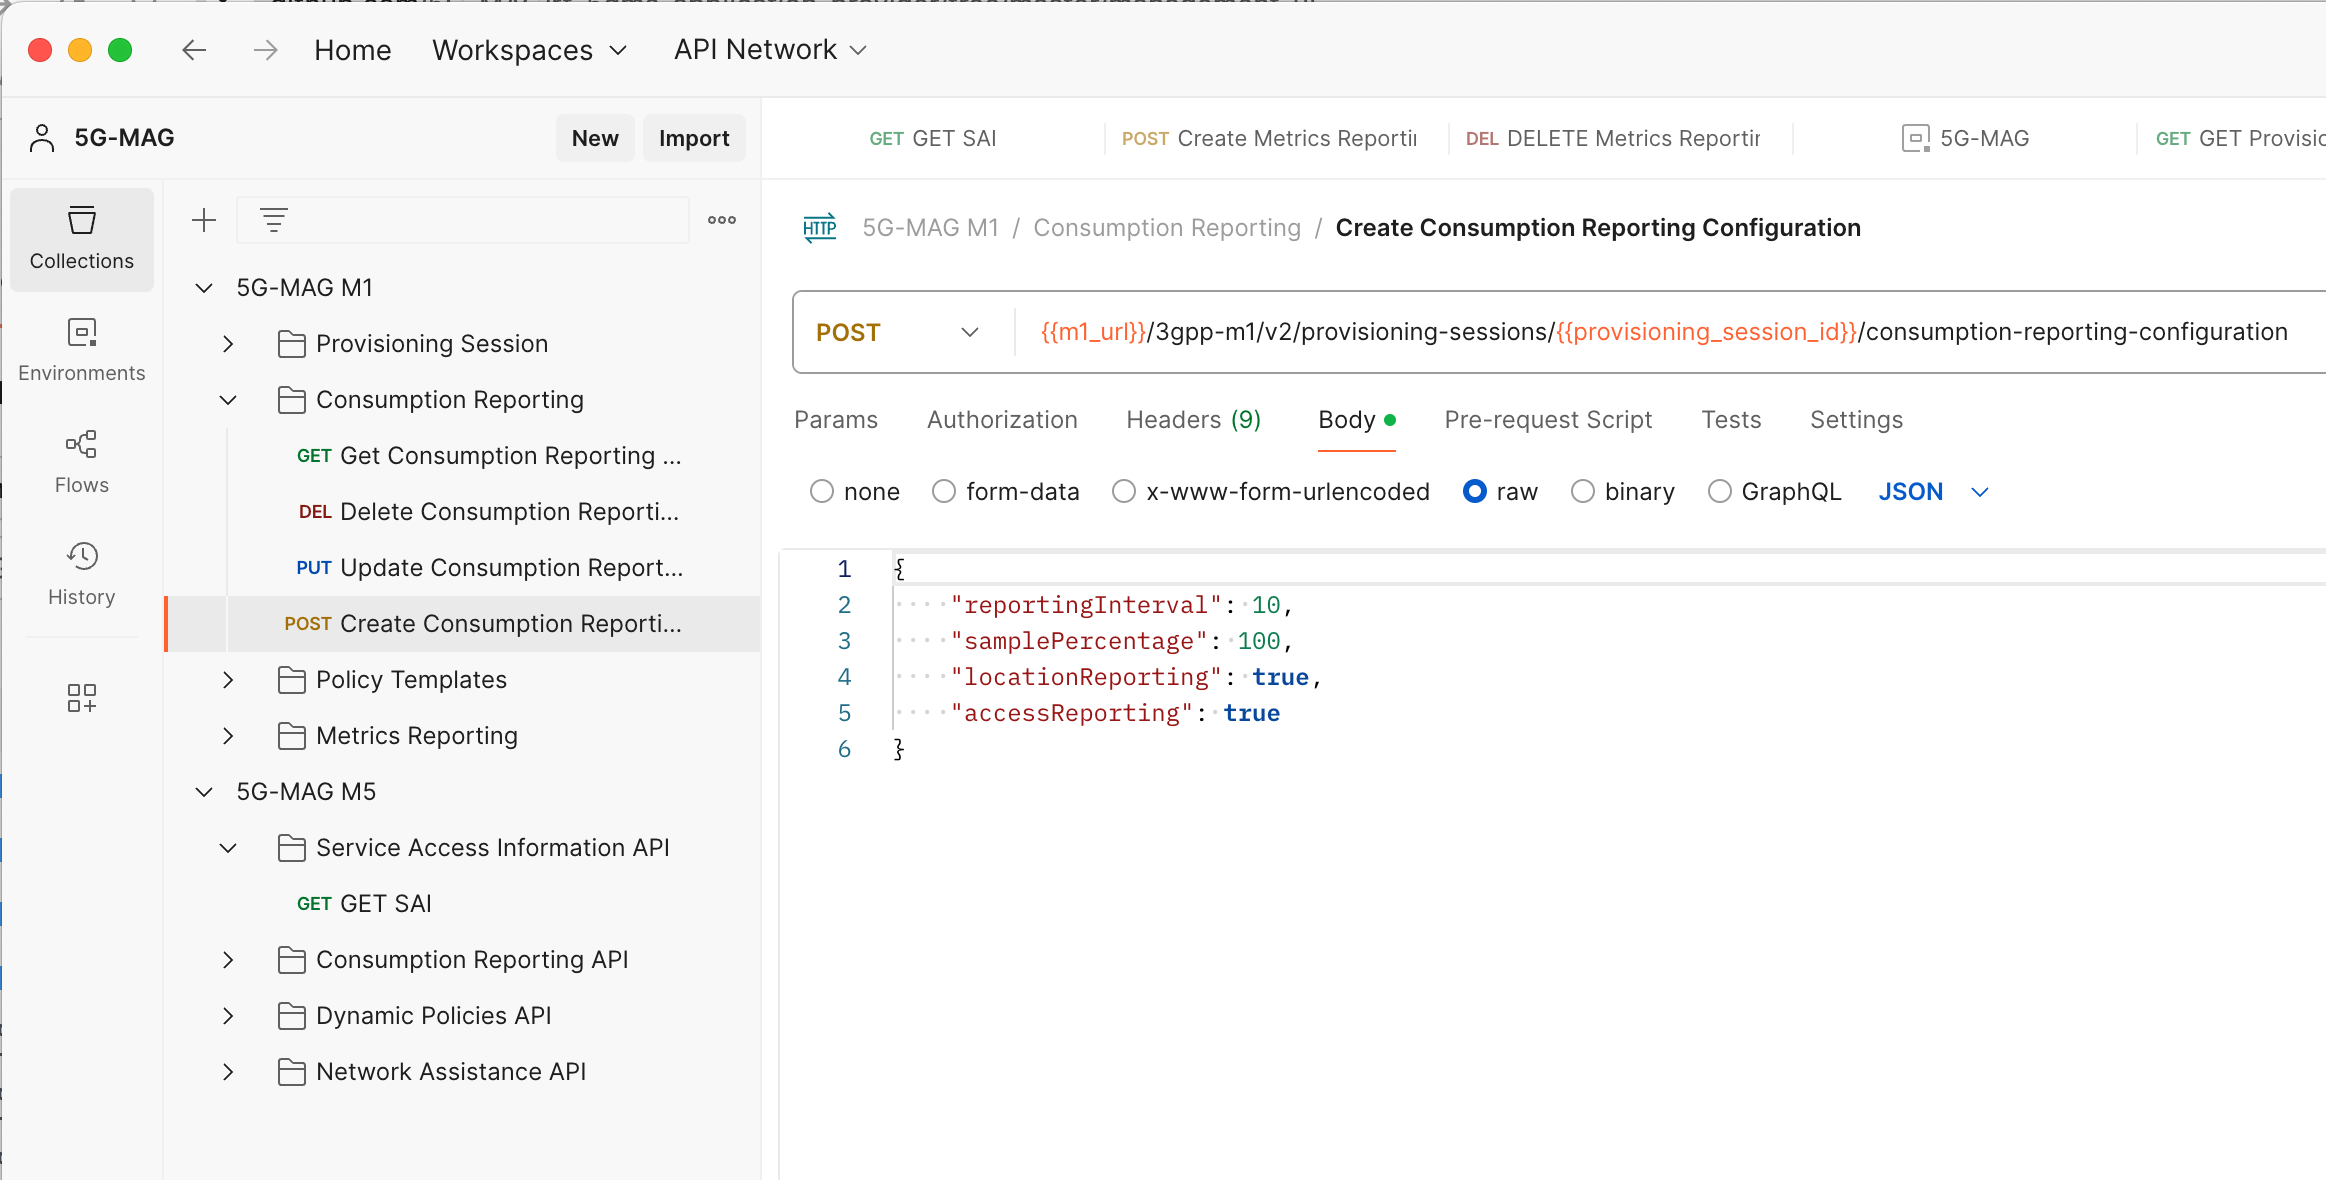 Home Workspaces API Network
5G-MAG New Import
GET GET SAI POST Create Metrics Reportin DEL DELETE Metrics Reportin 5G-MAG GET GET Provisio
Collections
Environments
Flows
History
5G-MAG M1
Provisioning Session
Consumption Reporting
GET Get Consumption Reporting ...
DEL Delete Consumption Reporti...
PUT Update Consumption Report...
POST Create Consumption Reporti...
Policy Templates
Metrics Reporting
5G-MAG M5
Service Access Information API
GET GET SAI
Consumption Reporting API
Dynamic Policies API
Network Assistance API
HTTP 5G-MAG M1 / Consumption Reporting / Create Consumption Reporting Configuration
POST {{m1_url}}/3gpp-m1/v2/provisioning-sessions/{{provisioning_session_id}}/consumption-reporting-configuration
Params Authorization Headers (9) Body Pre-request Script Tests Settings
none form-data x-www-form-urlencoded raw binary GraphQL JSON
1 {
2 "reportingInterval": 10,
3 "samplePercentage": 100,
4 "locationReporting": true,
5 "accessReporting": true
6 }